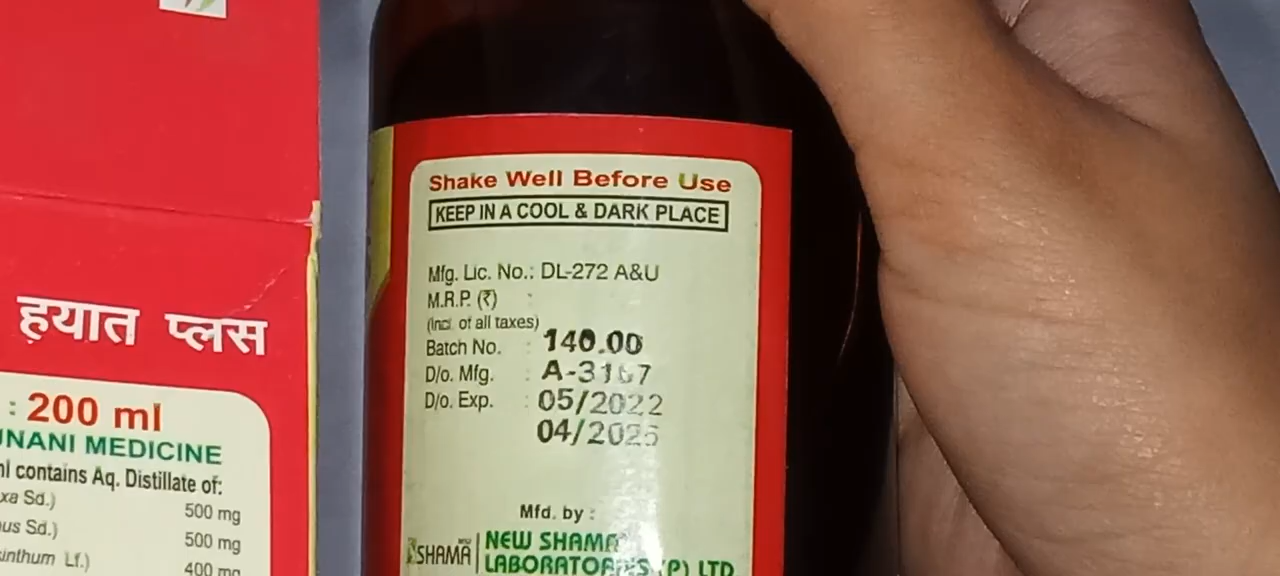 हयात प्लस
: 200 ml
UNANI MEDICINE
contains Aq. Distillate of:
Sd.) 500 mg
Sd.) 500 mg
Lf.) 400 mg
Shake Well Before Use
KEEP IN A COOL & DARK PLACE
Mfg. Lic. No.: DL-272 A&U
M.R.P. (₹) :
(Incl. of all taxes)
Batch No. : 140.00
D/o. Mfg. : A-3167
D/o. Exp. : 05/2022
04/2025
Mfd. by :
SHAMA
NEW SHAMA
LABORATORIES (P) LTD